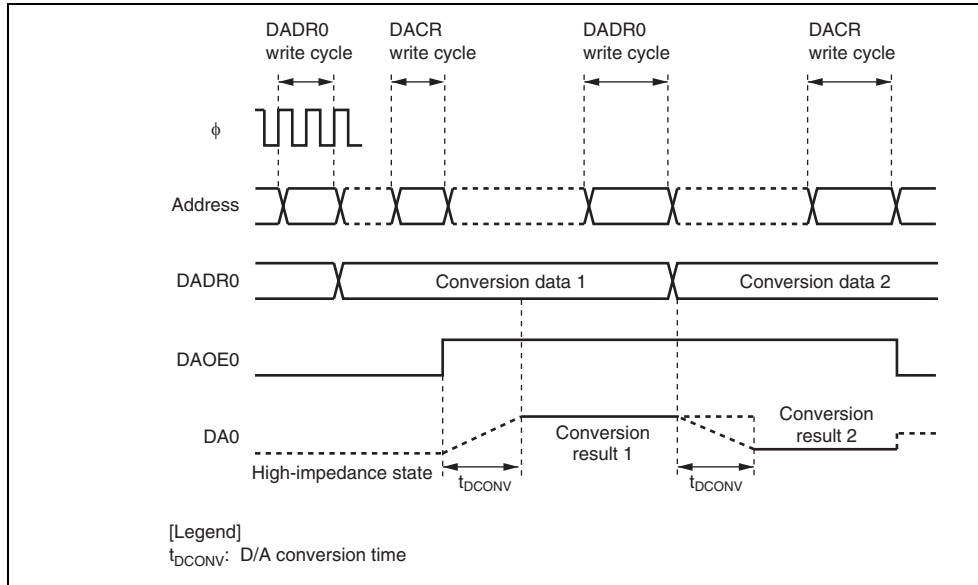 DADR0
write cycle
DACR
write cycle
DADR0
write cycle
DACR
write cycle
ϕ
Address
DADR0
Conversion data 1
Conversion data 2
DAOE0
DA0
High-impedance state
Conversion
result 1
Conversion
result 2
tDCONV
tDCONV
[Legend]
tDCONV: D/A conversion time